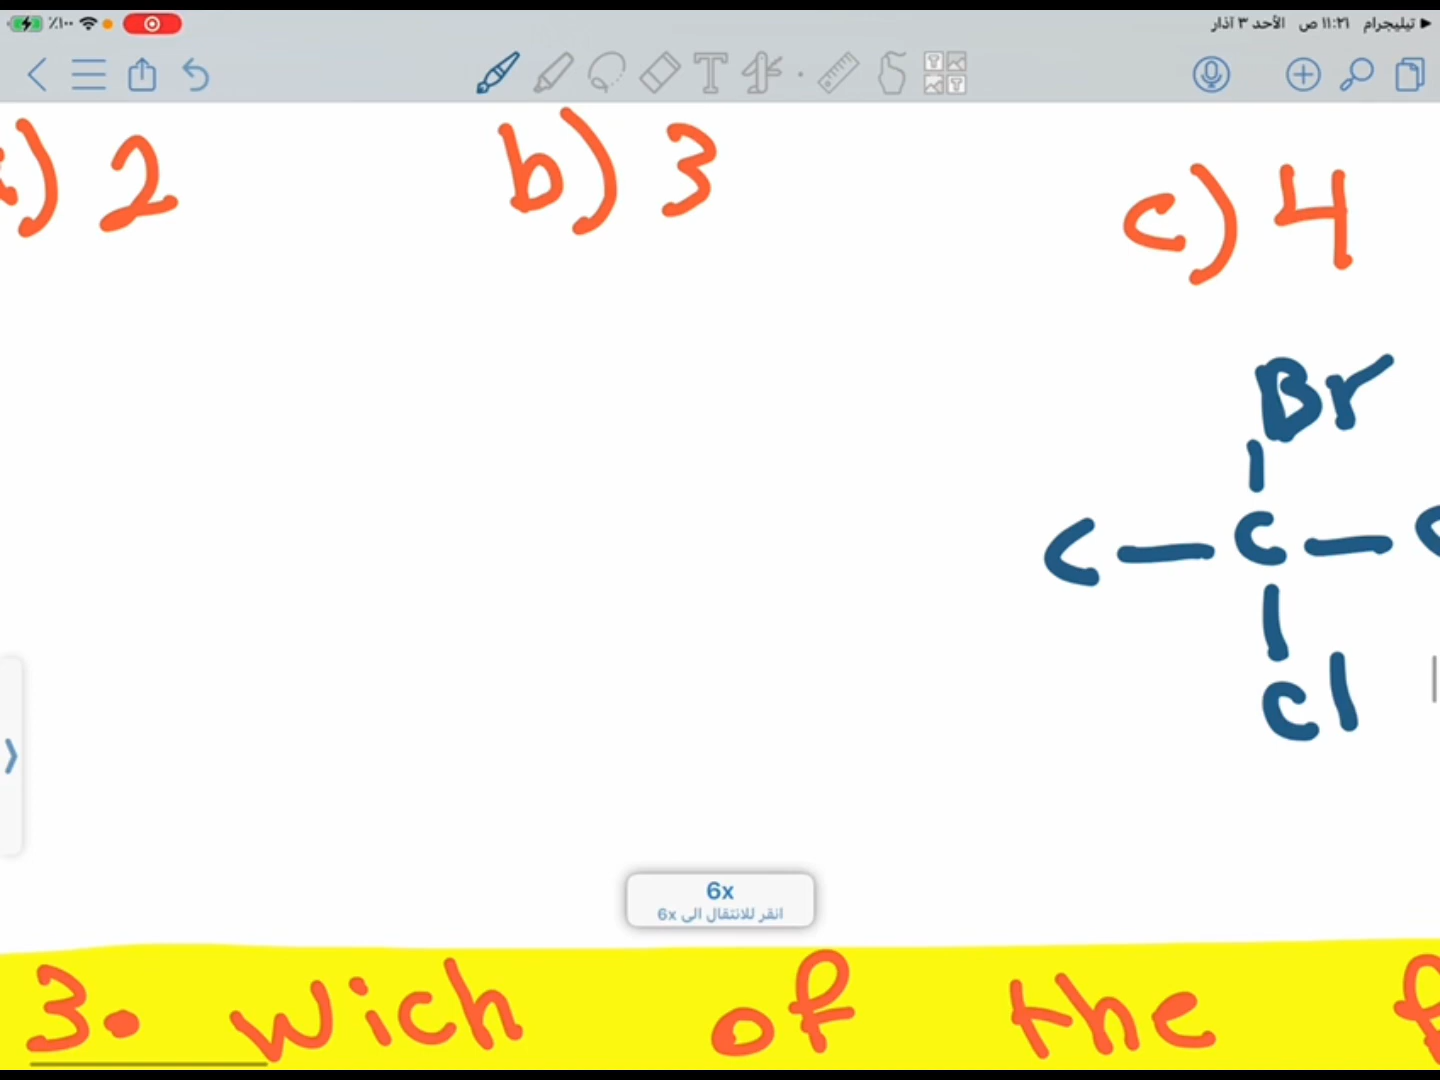 ٪١٠٠ الأحد ٣ آذار ١١:٢١ ص تيليجرام
b) 3
) 2
c) 4
Br
C - C -
Cl
6x
انقر للانتقال الى 6x
3. Wich of the